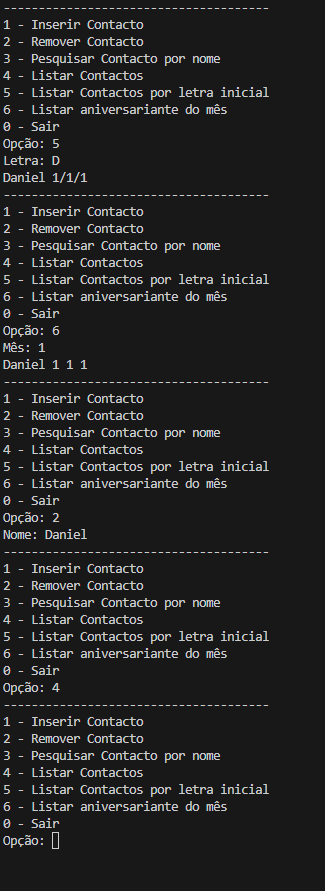 --------------------------------------
1 - Inserir Contacto
2 - Remover Contacto
3 - Pesquisar Contacto por nome
4 - Listar Contactos
5 - Listar Contactos por letra inicial
6 - Listar aniversariante do mês
0 - Sair
Opção: 5
Letra: D
Daniel 1/1/1
--------------------------------------
1 - Inserir Contacto
2 - Remover Contacto
3 - Pesquisar Contacto por nome
4 - Listar Contactos
5 - Listar Contactos por letra inicial
6 - Listar aniversariante do mês
0 - Sair
Opção: 6
Mês: 1
Daniel 1 1 1
--------------------------------------
1 - Inserir Contacto
2 - Remover Contacto
3 - Pesquisar Contacto por nome
4 - Listar Contactos
5 - Listar Contactos por letra inicial
6 - Listar aniversariante do mês
0 - Sair
Opção: 2
Nome: Daniel
--------------------------------------
1 - Inserir Contacto
2 - Remover Contacto
3 - Pesquisar Contacto por nome
4 - Listar Contactos
5 - Listar Contactos por letra inicial
6 - Listar aniversariante do mês
0 - Sair
Opção: 4
--------------------------------------
1 - Inserir Contacto
2 - Remover Contacto
3 - Pesquisar Contacto por nome
4 - Listar Contactos
5 - Listar Contactos por letra inicial
6 - Listar aniversariante do mês
0 - Sair
Opção: